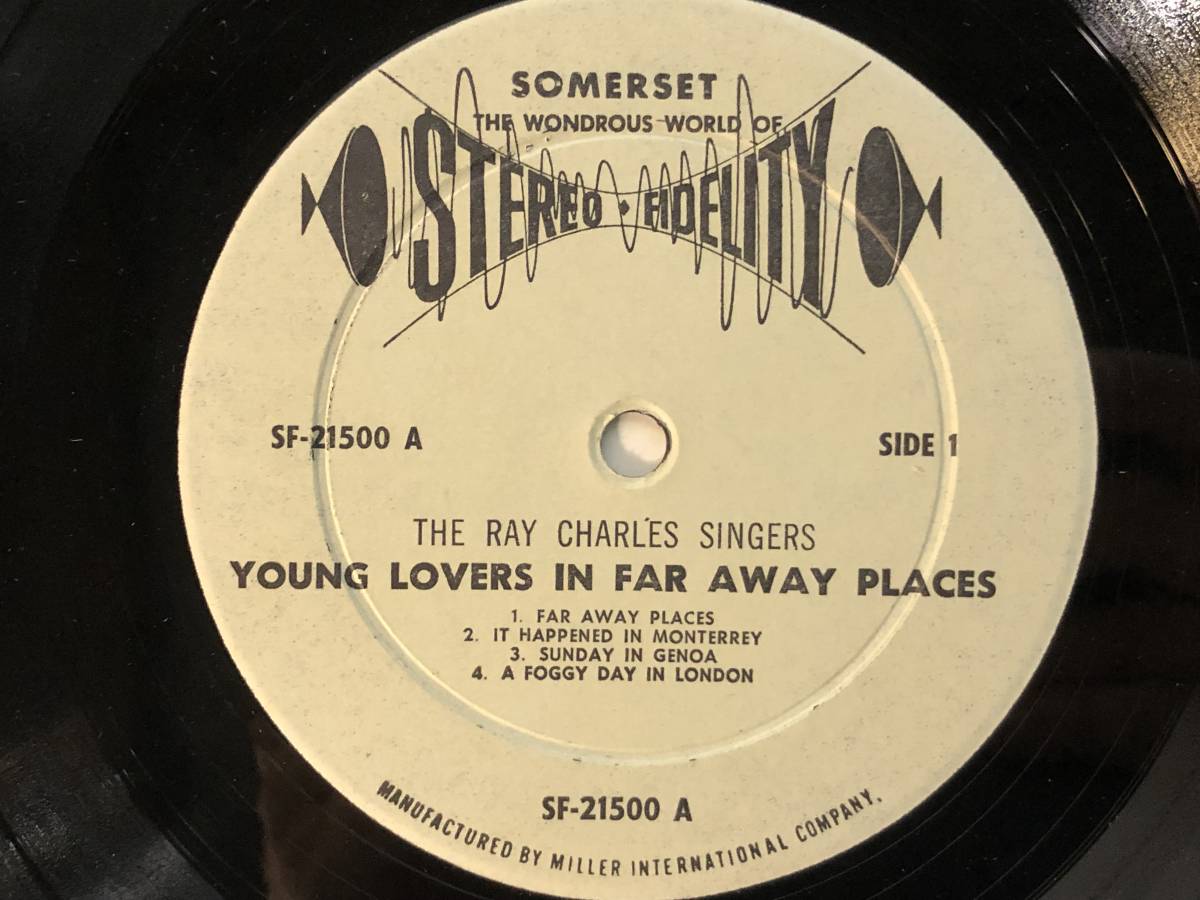 SOMERSET
THE WONDROUS WORLD OF
STEREO • FIDELITY
SF-21500 A
SIDE 1
THE RAY CHARLES SINGERS
YOUNG LOVERS IN FAR AWAY PLACES
1. FAR AWAY PLACES
2. IT HAPPENED IN MONTERREY
3. SUNDAY IN GENOA
4. A FOGGY DAY IN LONDON
SF-21500 A
MANUFACTURED BY MILLER INTERNATIONAL COMPANY.